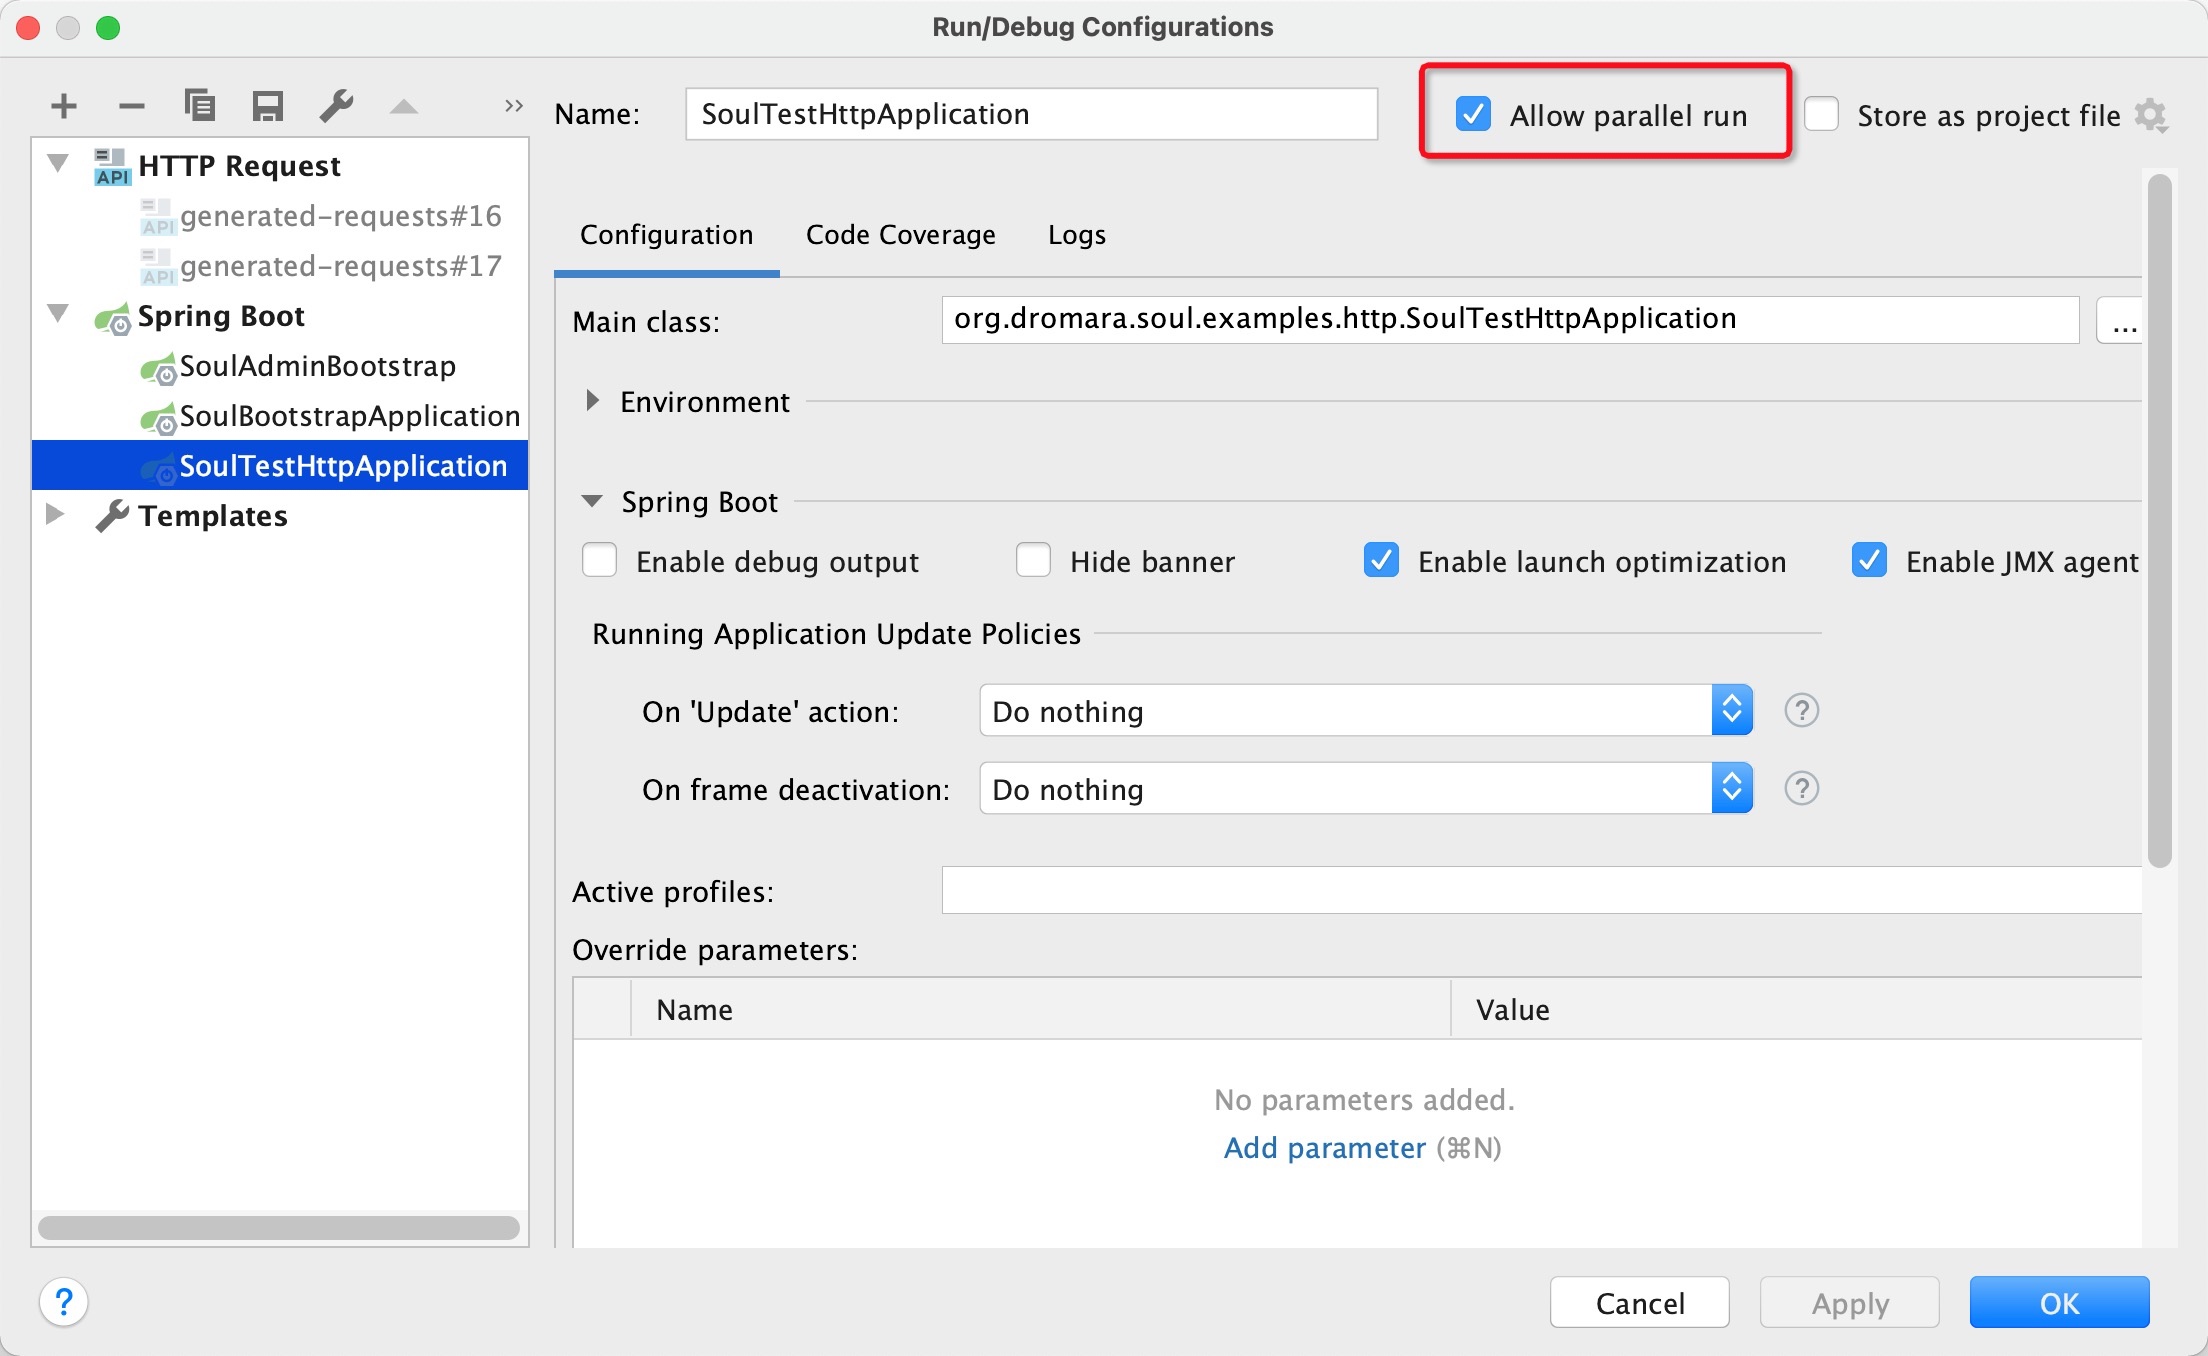 Run/Debug Configurations
Name: SoulTestHttpApplication Allow parallel run Store as project file
HTTP Request
API
generated-requests#16
API
generated-requests#17
API
Spring Boot
SoulAdminBootstrap
SoulBootstrapApplication
SoulTestHttpApplication
Templates
Configuration Code Coverage Logs
Main class: org.dromara.soul.examples.http.SoulTestHttpApplication ...
Environment
Spring Boot
Enable debug output Hide banner Enable launch optimization Enable JMX agent
Running Application Update Policies
On 'Update' action: Do nothing ?
On frame deactivation: Do nothing ?
Active profiles:
Override parameters:
Name Value
No parameters added.
Add parameter (⌘N)
? Cancel Apply OK